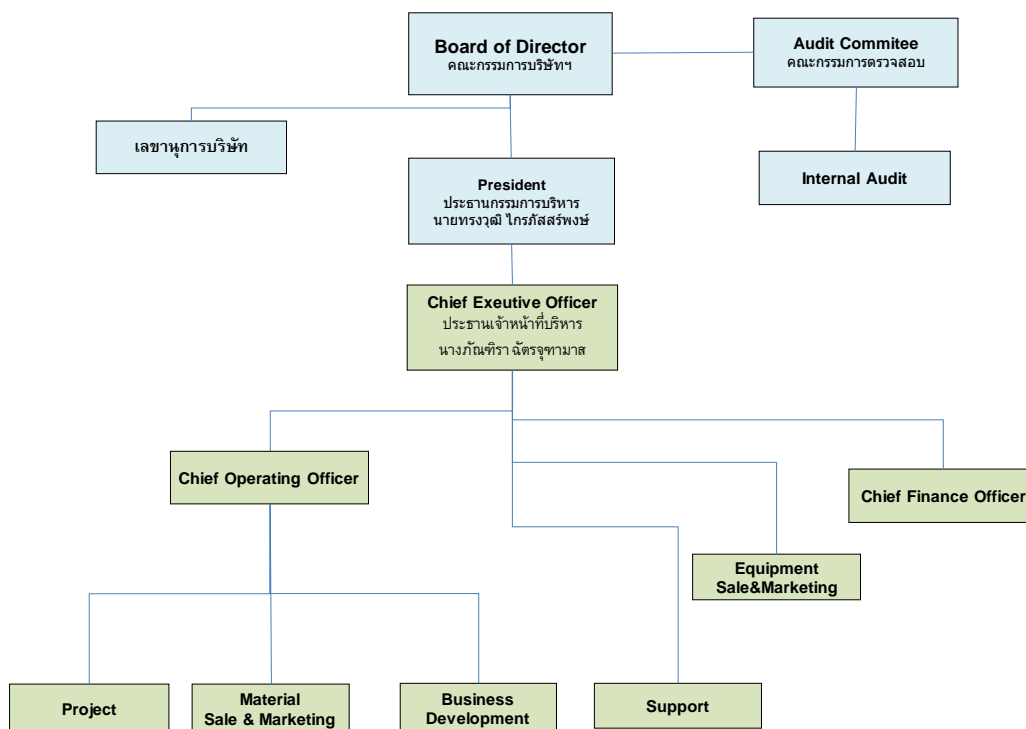 Board of Director
คณะกรรมการบริษัทฯ
Audit Commitee
คณะกรรมการตรวจสอบ
เลขานุการบริษัท
Internal Audit
President
ประธานกรรมการบริหาร
นายทรงวุฒิ ไกรภัสสร์พงษ์
Chief Exeutive Officer
ประธานเจ้าหน้าที่บริหาร
นางภัณฑิรา ฉัตรจุฑามาส
Chief Operating Officer
Chief Finance Officer
Equipment
Sale&Marketing
Project
Material
Sale & Marketing
Business
Development
Support